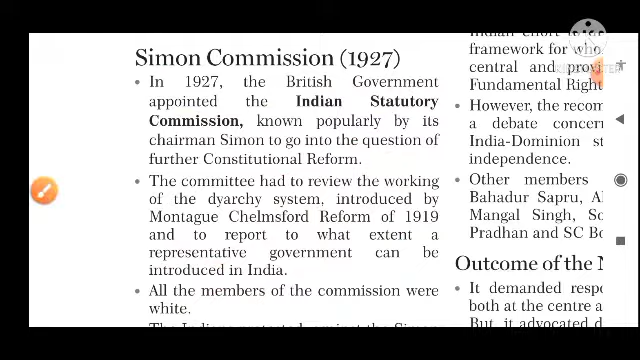 Simon Commission (1927)
• In 1927, the British Government
appointed the Indian Statutory
Commission, known popularly by its
chairman Simon to go into the question of
further Constitutional Reform.
• The committee had to review the working
of the dyarchy system, introduced by
Montague Chelmsford Reform of 1919
and to report to what extent a
representative government can be
introduced in India.
• All the members of the commission were
white.
framework for
central and
Fundamental Right
• However, the
a debate
India-Dominion
independence.
• Other members
Bahadur Sapru,
Mangal Singh,
Pradhan and SC
Outcome of the
• It demanded
both at the centre
But, it advocated